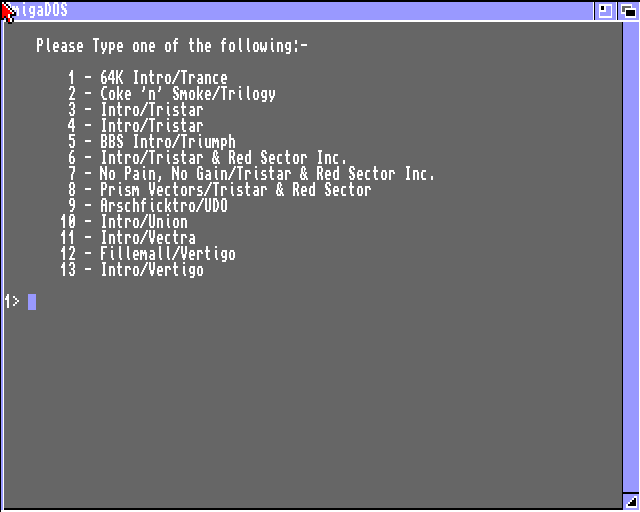 AmigaDOS
Please Type one of the following:-
1 - 64K Intro/Trance
2 - Coke 'n' Smoke/Trilogy
3 - Intro/Tristar
4 - Intro/Tristar
5 - BBS Intro/Triumph
6 - Intro/Tristar & Red Sector Inc.
7 - No Pain, No Gain/Tristar & Red Sector Inc.
8 - Prism Vectors/Tristar & Red Sector
9 - Arschficktro/UDO
10 - Intro/Union
11 - Intro/Vectra
12 - Fillemall/Vertigo
13 - Intro/Vertigo
1>